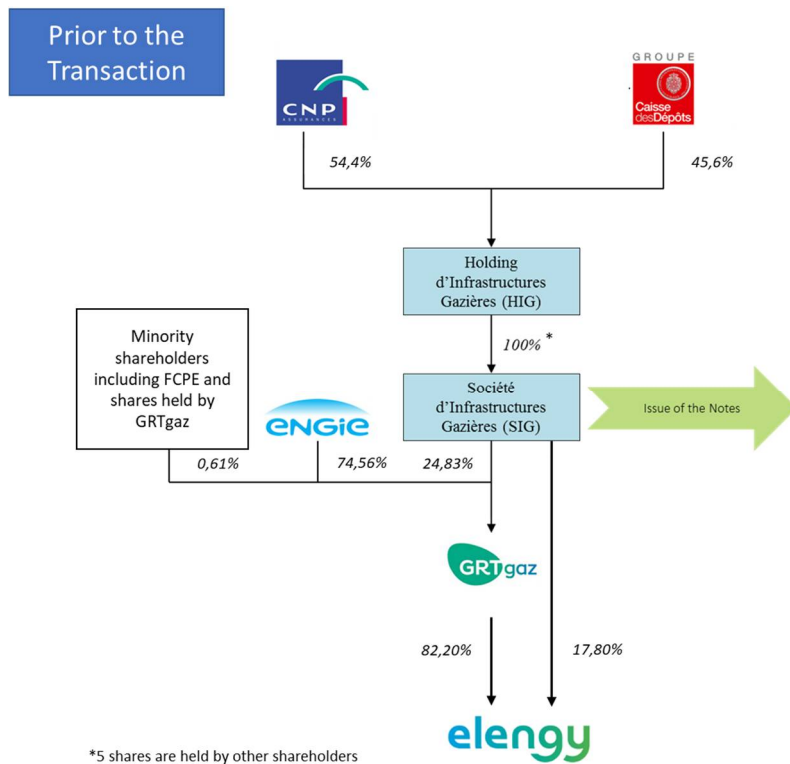 Prior to the
Transaction
CNP
ASSURANCES
GROUPE
Caisse
desDépôts
54,4%
45,6%
Holding
d’Infrastructures
Gazières (HIG)
100% *
Minority
shareholders
including FCPE and
shares held by
GRTgaz
ENGIE
Société
d’Infrastructures
Gazières (SIG)
Issue of the Notes
0,61%
74,56%
24,83%
GRTgaz
82,20%
17,80%
elengy
*5 shares are held by other shareholders